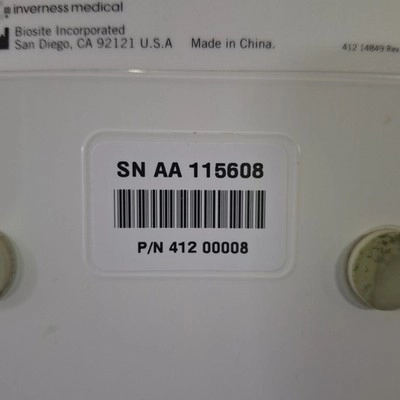 inverness medical
Biosite Incorporated
San Diego, CA 92121 U.S.A Made in China. 412 14849 Rev
SN AA 115608
P/N 412 00008